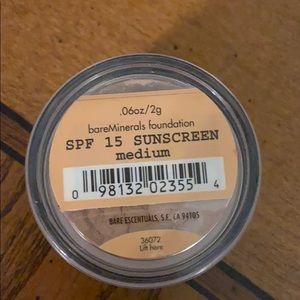 .06oz/2g
bareMinerals foundation
SPF 15 SUNSCREEN
medium
0 98132 02355 4
BARE ESCENTUALS, S.F., CA 94105
36072
Lift here